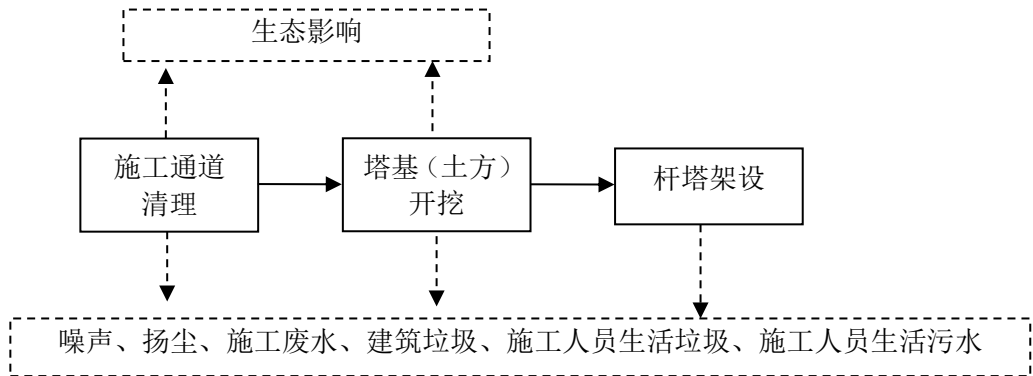 生态影响
施工通道
清理
塔基（土方）
开挖
杆塔架设
噪声、扬尘、施工废水、建筑垃圾、施工人员生活垃圾、施工人员生活污水